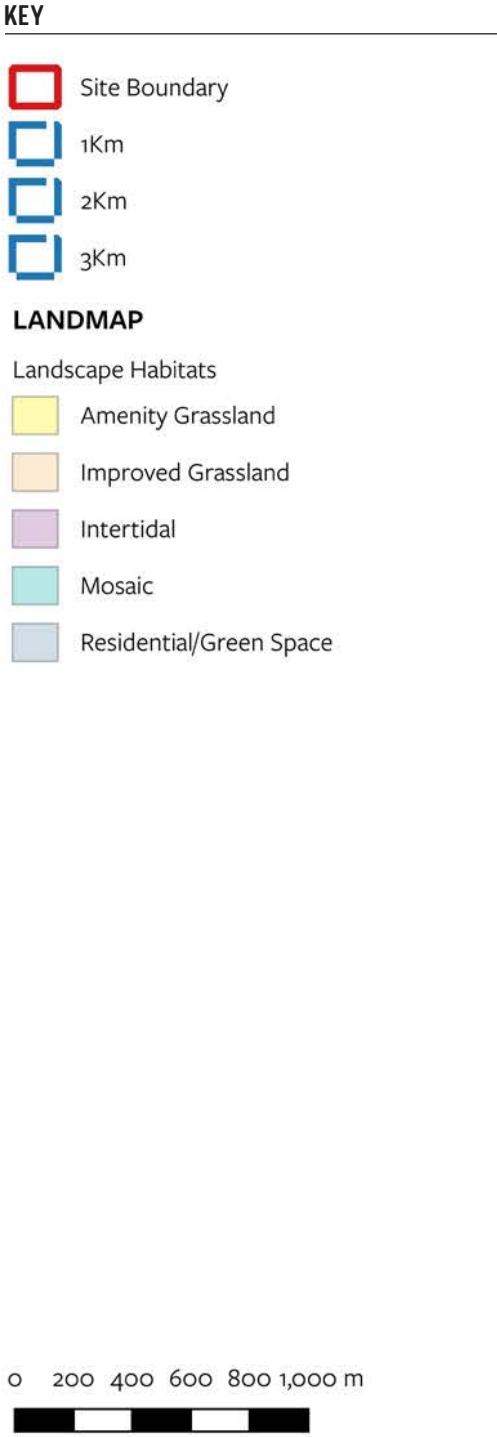 KEY
Site Boundary
1Km
2Km
3Km
LANDMAP
Landscape Habitats
Amenity Grassland
Improved Grassland
Intertidal
Mosaic
Residential/Green Space
0 200 400 600 800 1,000 m